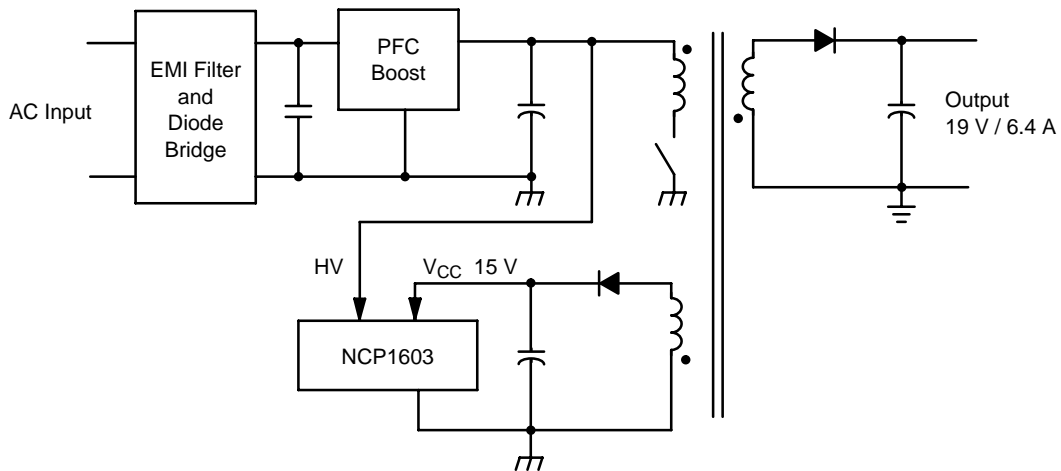 AC Input
EMI Filter
and
Diode
Bridge
PFC
Boost
Output
19 V / 6.4 A
HV
VCC 15 V
NCP1603